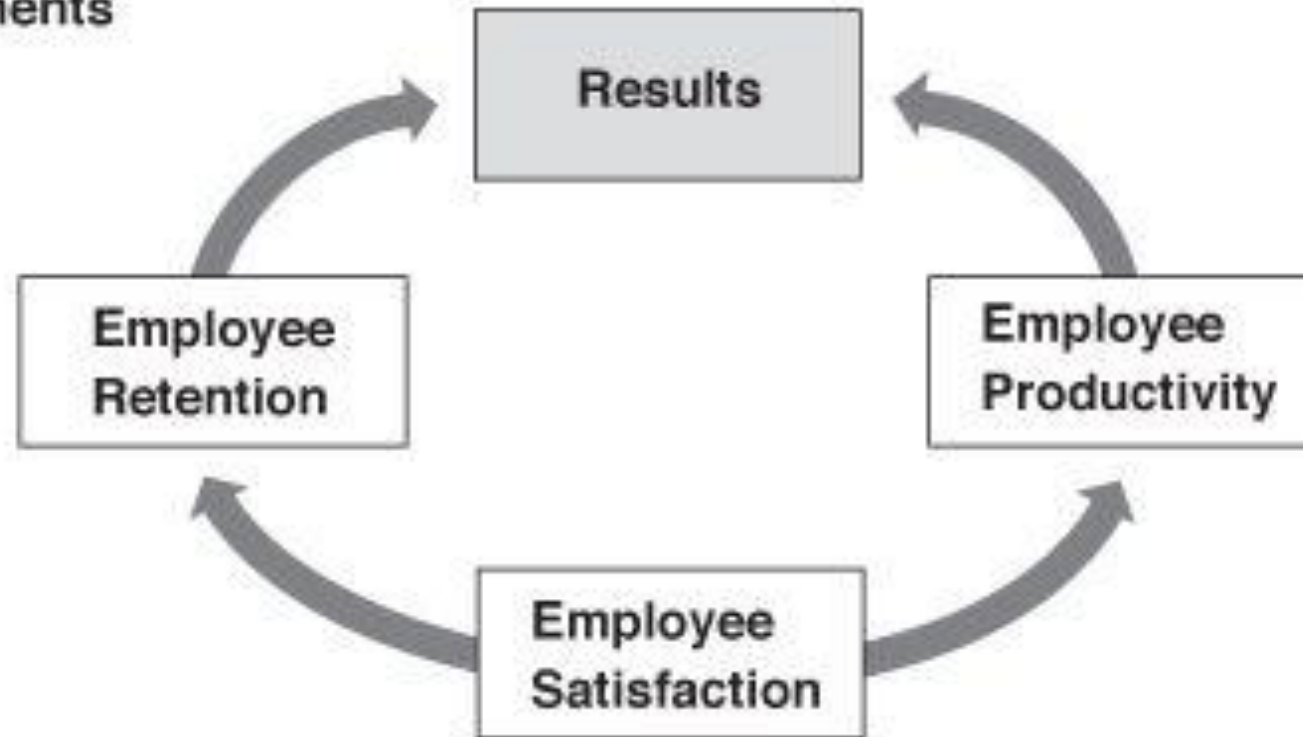 Results
Employee
Retention
Employee
Productivity
Employee
Satisfaction